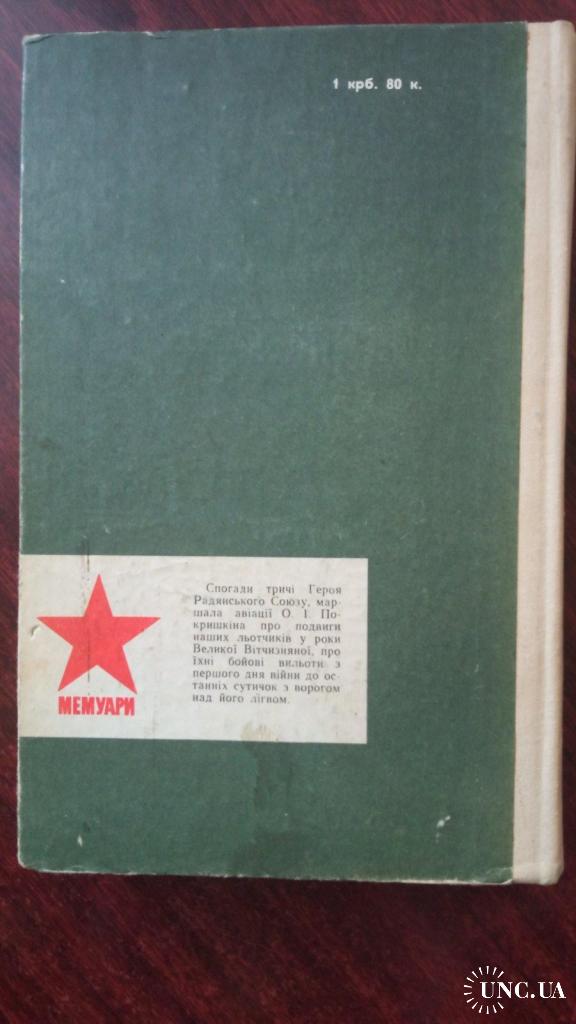 1 крб. 80 к.
Спогади тричі Героя
Радянського Союзу, мар-
шала авіації О. І. По-
кришкіна про подвиги
наших льотчиків у роки
Великої Вітчизняної, про
їхні бойові вильоти з
першого дня війни до ос-
танніх сутичок з ворогом
над його лігвом.
МЕМУАРИ
UNC.UA